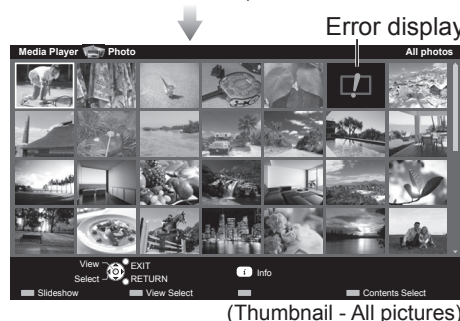 Error display
Media Player Photo All photos
View EXIT
Select RETURN
i Info
Slideshow View Select Contents Select
(Thumbnail - All pictures)